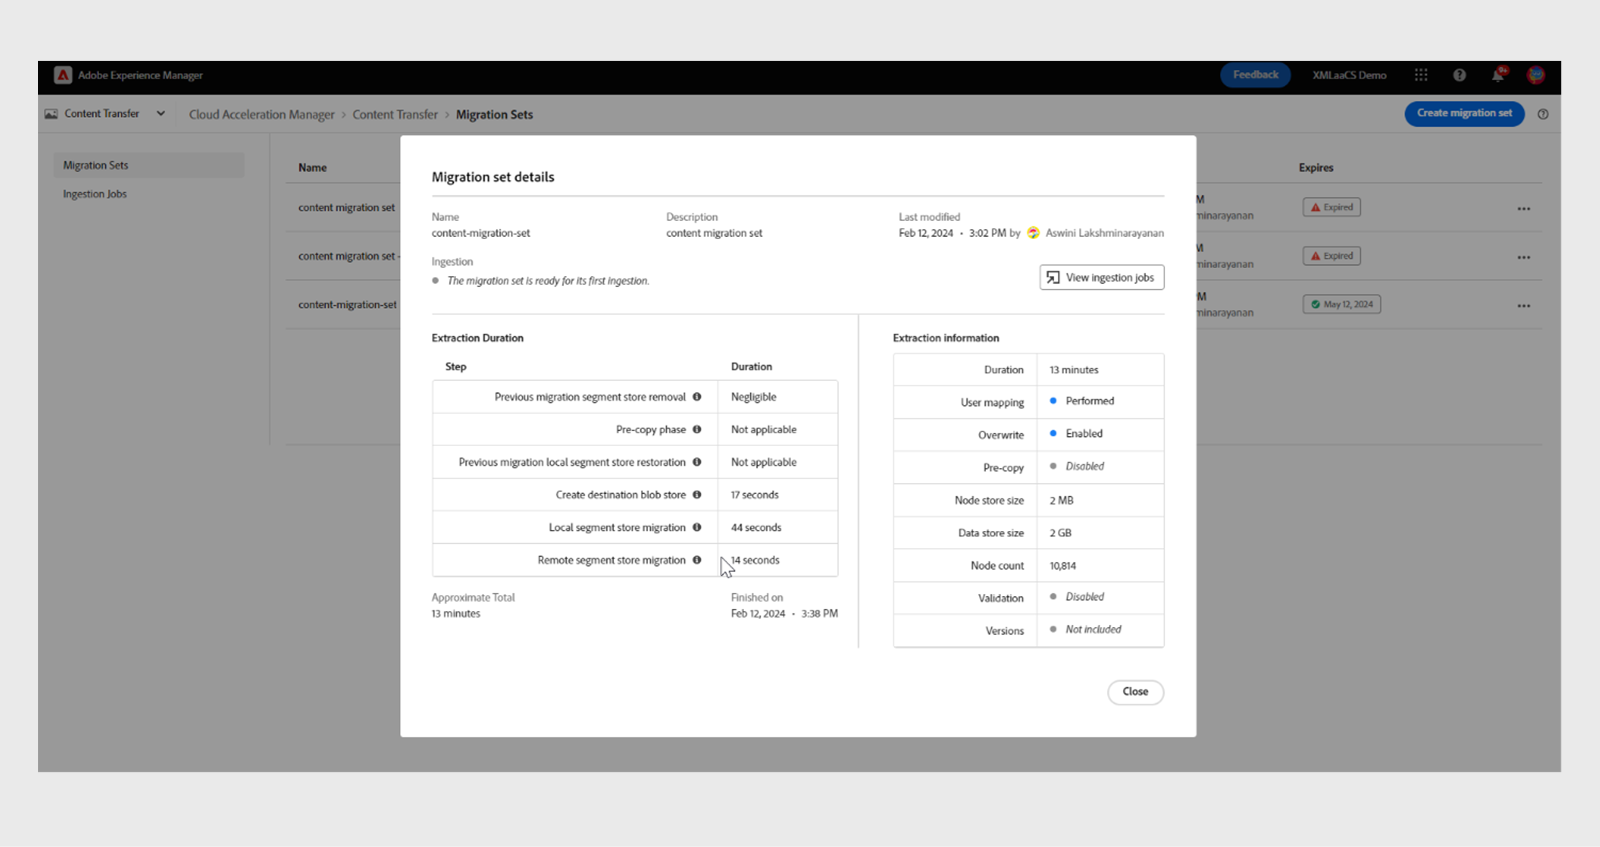 Adobe Experience Manager
Feedback
XMLaaCS Demo
9+
Content Transfer
Cloud Acceleration Manager > Content Transfer > Migration Sets
Create migration set
Migration Sets
Ingestion Jobs
Name
Expires
content migration set
M
minarayanan
Expired
content migration set -
M
minarayanan
Expired
content-migration-set
PM
minarayanan
May 12, 2024
Migration set details
Name
Description
Last modified
content-migration-set
content migration set
Feb 12, 2024 • 3:02 PM by Aswini Lakshminarayanan
Ingestion
The migration set is ready for its first ingestion.
View ingestion jobs
Extraction Duration
Step Duration
Previous migration segment store removal Negligible
Pre-copy phase Not applicable
Previous migration local segment store restoration Not applicable
Create destination blob store 17 seconds
Local segment store migration 44 seconds
Remote segment store migration 14 seconds
Approximate Total
13 minutes
Finished on
Feb 12, 2024 • 3:38 PM
Extraction information
Duration 13 minutes
User mapping Performed
Overwrite Enabled
Pre-copy Disabled
Node store size 2 MB
Data store size 2 GB
Node count 10,814
Validation Disabled
Versions Not included
Close